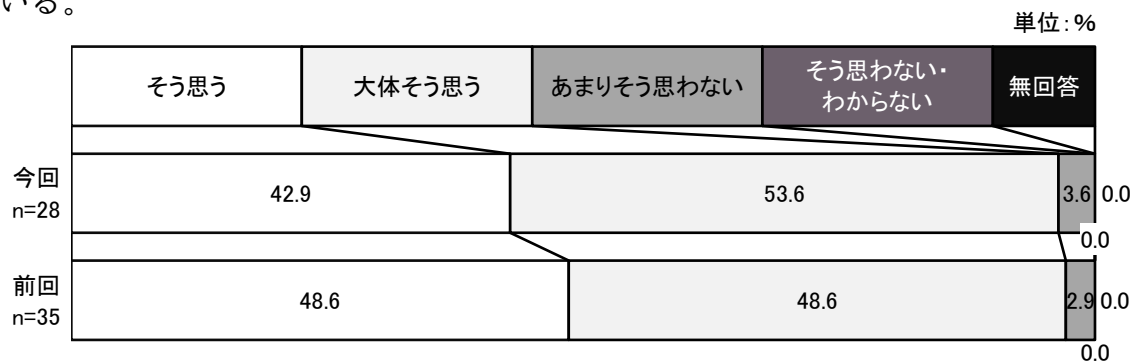 いる。
単位:%
そう思う 大体そう思う あまりそう思わない そう思わない・ 無回答
わからない
今回
n=28
42.9 53.6 3.6 0.0
0.0
前回
n=35
48.6 48.6 2.9 0.0
0.0